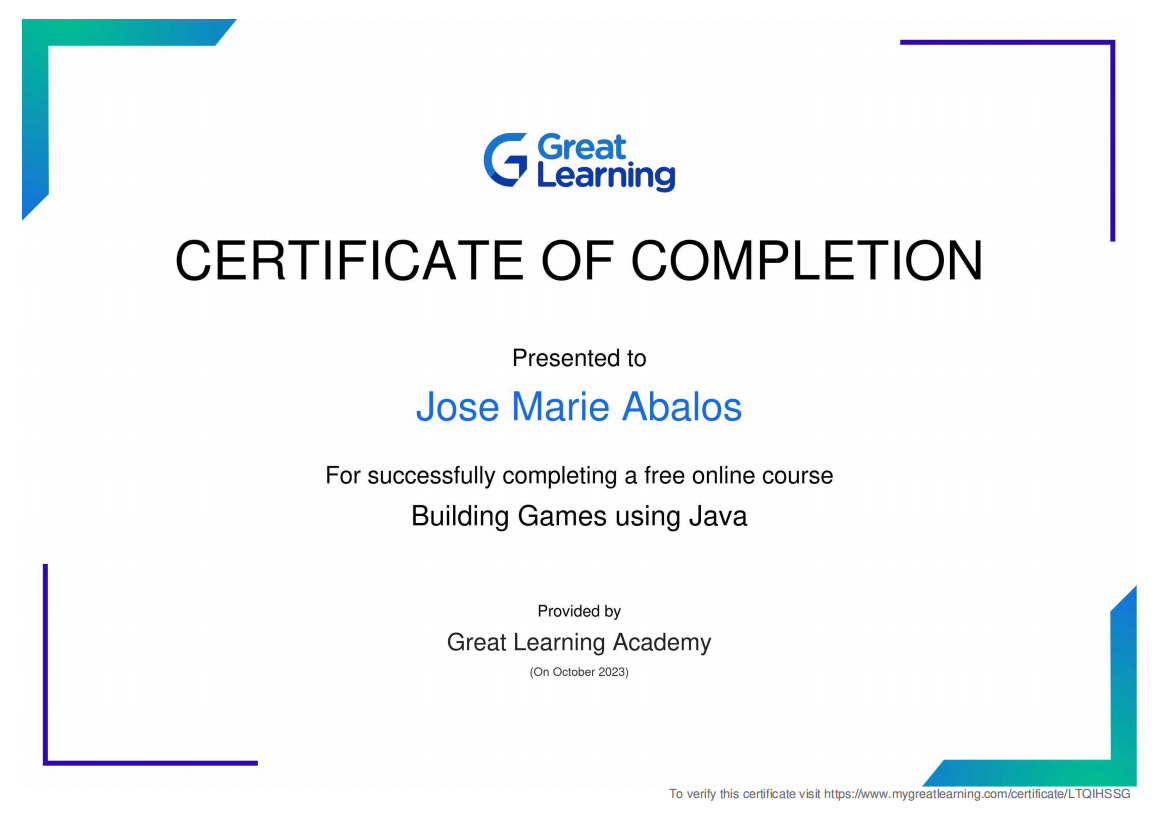 Great
Learning
CERTIFICATE OF COMPLETION
Presented to
Jose Marie Abalos
For successfully completing a free online course
Building Games using Java
Provided by
Great Learning Academy
(On October 2023)
To verify this certificate visit https://www.mygreatlearning.com/certificate/LTQIHSSG